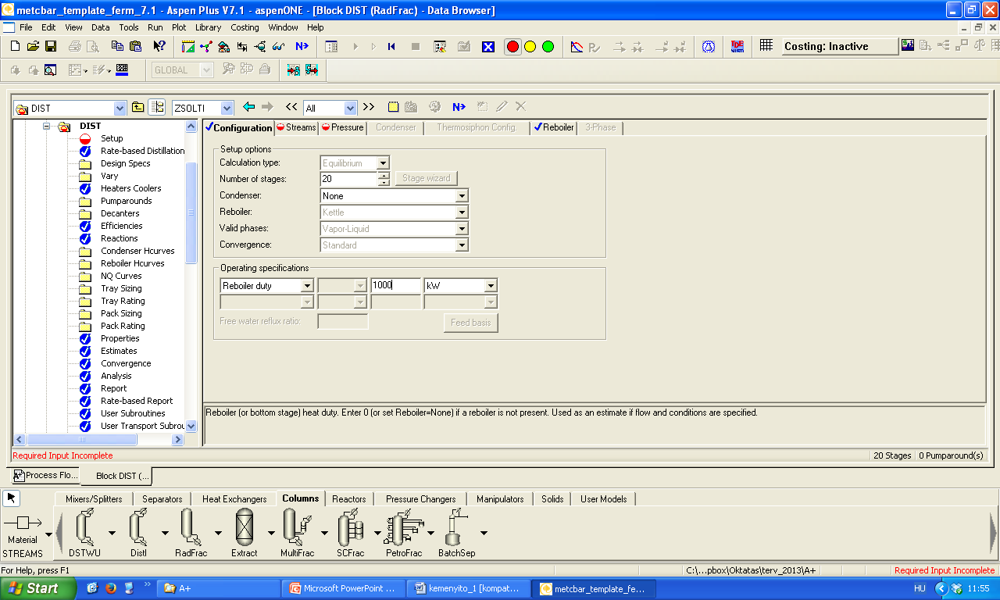 metcbar_template_ferm_7.1 - Aspen Plus V7.1 - aspenONE - [Block DIST (RadFrac) - Data Browser]
File Edit View Data Tools Run Plot Library Costing Window Help
Costing: Inactive
GLOBAL
DIST ZSOLTI << All >> N>
DIST
Setup
Rate-based Distillation
Design Specs
Vary
Heaters Coolers
Pumparounds
Decanters
Efficiencies
Reactions
Condenser Hcurves
Reboiler Hcurves
NQ Curves
Tray Sizing
Tray Rating
Pack Sizing
Pack Rating
Properties
Estimates
Convergence
Analysis
Report
Rate-based Report
User Subroutines
User Transport Subrou
Configuration Streams Pressure Condenser Thermosiphon Config. Reboiler 3-Phase
Setup options
Calculation type: Equilibrium
Number of stages: 20 Stage wizard
Condenser: None
Reboiler: Kettle
Valid phases: Vapor-Liquid
Convergence: Standard
Operating specifications
Reboiler duty 1000 kW
Free water reflux ratio: Feed basis
Reboiler (or bottom stage) heat duty. Enter 0 (or set Reboiler=None) if a reboiler is not present. Used as an estimate if flow and conditions are specified.
Required Input Incomplete 20 Stages 0 Pumparound(s)
Process Flo... Block DIST (...
Mixers/Splitters Separators Heat Exchangers Columns Reactors Pressure Changers Manipulators Solids User Models
Material
STREAMS DSTWU Distl RadFrac Extract MultiFrac SCFrac PetroFrac BatchSep
For Help, press F1 C:\...pbox\Oktatas\terv_2013\A+ Required Input Incomplete
Start A+ Microsoft PowerPoint ... kemenyito_1 [kompat... metcbar_template_fe... HU 11:55